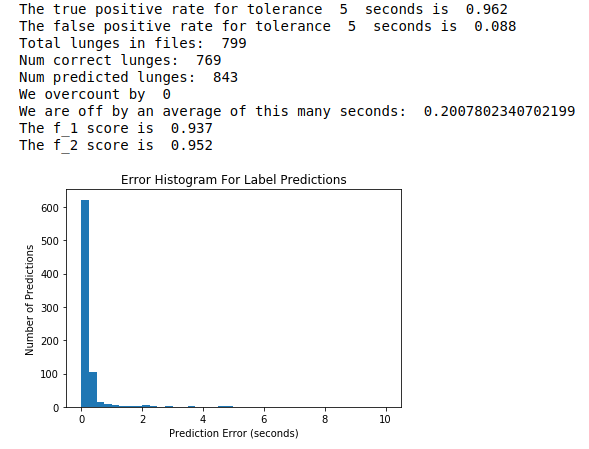 The true positive rate for tolerance  5  seconds is  0.962
The false positive rate for tolerance  5  seconds is  0.088
Total lunges in files:  799
Num correct lunges:  769
Num predicted lunges:  843
We overcount by  0
We are off by an average of this many seconds:  0.2007802340702199
The f_1 score is  0.937
The f_2 score is  0.952
Error Histogram For Label Predictions
Number of Predictions
600
500
400
300
200
100
0
0 2 4 6 8 10
Prediction Error (seconds)